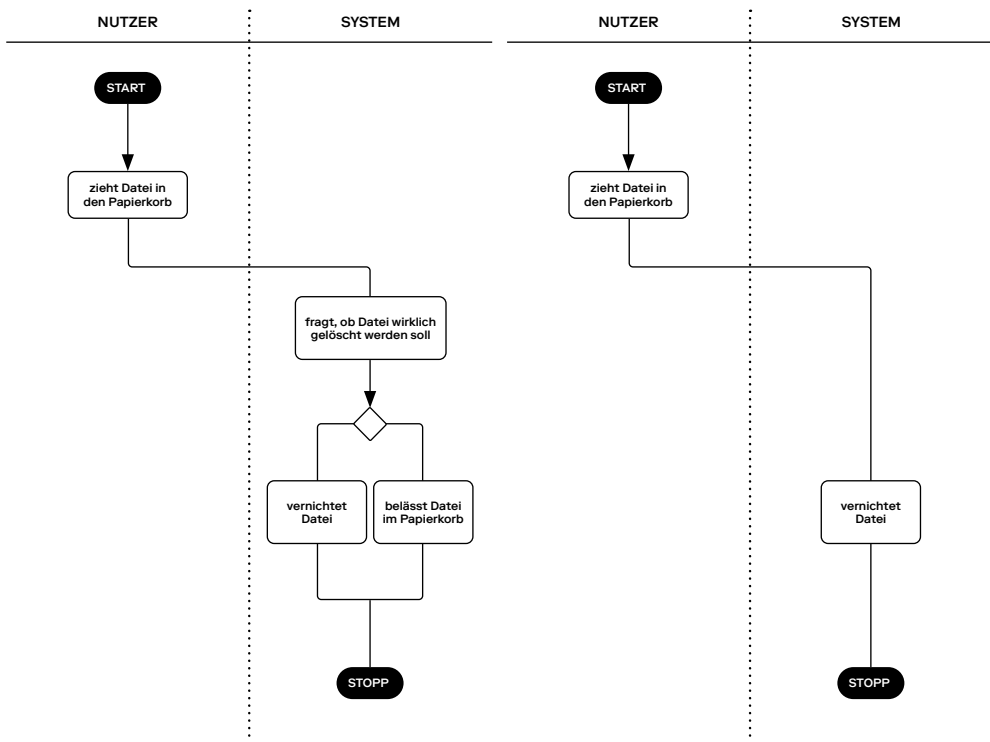 NUTZER
SYSTEM
START
zieht Datei in
den Papierkorb
fragt, ob Datei wirklich
gelöscht werden soll
vernichtet
Datei
belässt Datei
im Papierkorb
STOPP
NUTZER
SYSTEM
START
zieht Datei in
den Papierkorb
vernichtet
Datei
STOPP